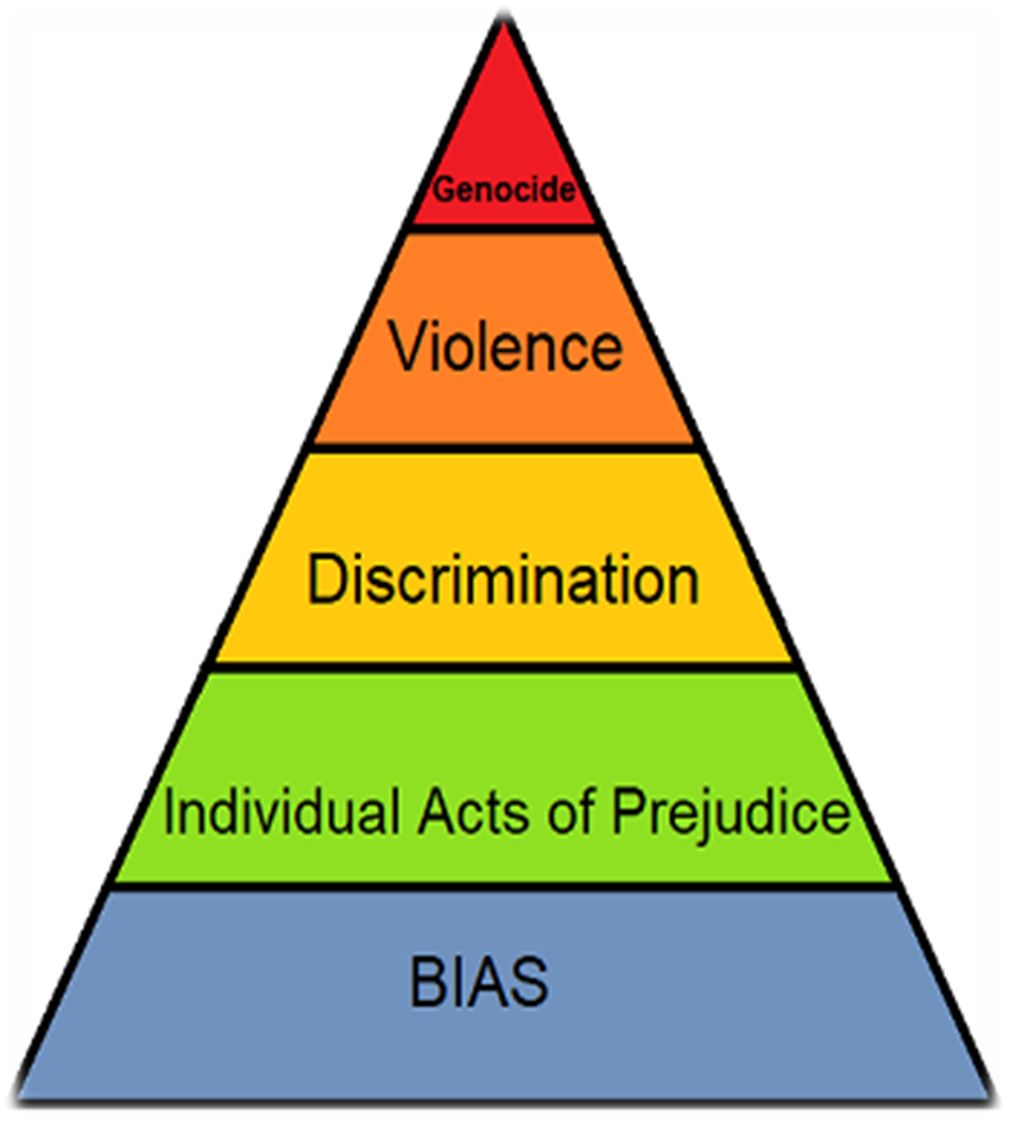 Genocide
Violence
Discrimination
Individual Acts of Prejudice
BIAS